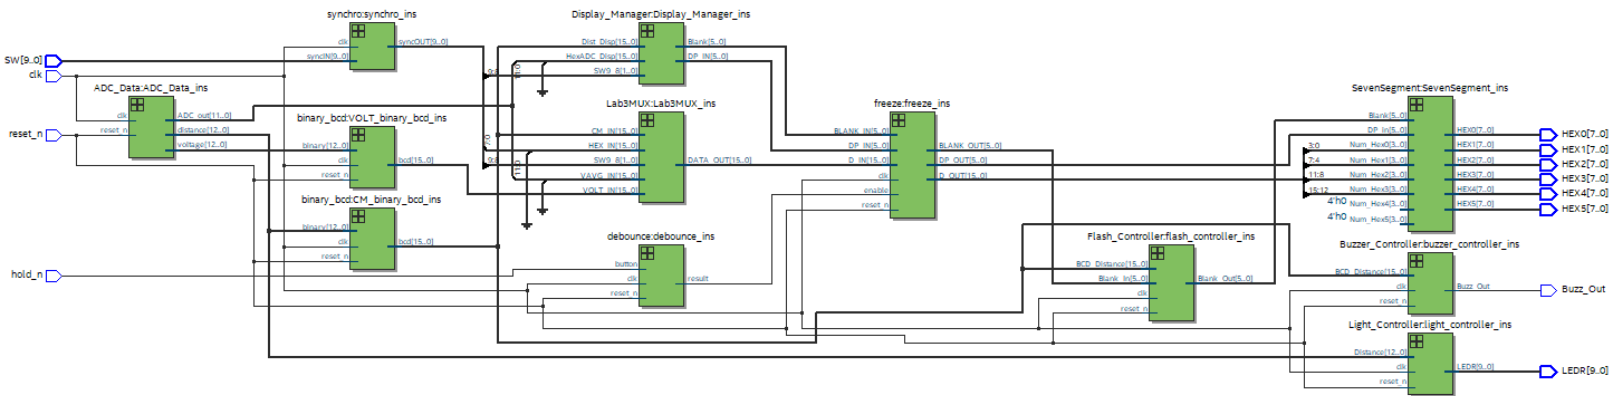 SW[9..0]
clk
reset_n
hold_n
ADC_Data:ADC_Data_ins
clk
reset_n
ADC_out[11..0]
distance[12..0]
voltage[12..0]
synchro:synchro_ins
clk
syncIN[9..0]
syncOUT[9..0]
binary_bcd:VOLT_binary_bcd_ins
binary[12..0]
clk
reset_n
bcd[15..0]
binary_bcd:CM_binary_bcd_ins
binary[12..0]
clk
reset_n
bcd[15..0]
9:8
7:0
9:8
11:0
11:0
Display_Manager:Display_Manager_ins
Dist_Disp[15..0]
HexADC_Disp[15..0]
SW9_8[1..0]
Blank[5..0]
DP_IN[5..0]
Lab3MUX:Lab3MUX_ins
CM_IN[15..0]
HEX_IN[15..0]
SW9_8[1..0]
VAVG_IN[15..0]
VOLT_IN[15..0]
DATA_OUT[15..0]
debounce:debounce_ins
button
clk
reset_n
result
freeze:freeze_ins
BLANK_IN[5..0]
DP_IN[5..0]
D_IN[15..0]
clk
enable
reset_n
BLANK_OUT[5..0]
DP_OUT[5..0]
D_OUT[15..0]
Flash_Controller:flash_controller_ins
BCD_Distance[15..0]
Blank_In[5..0]
clk
reset_n
Blank_Out[5..0]
SevenSegment:SevenSegment_ins
Blank[5..0]
DP_In[5..0]
3:0
Num_Hex0[3..0]
7:4
Num_Hex1[3..0]
11:8
Num_Hex2[3..0]
15:12
Num_Hex3[3..0]
4'h0
Num_Hex4[3..0]
4'h0
Num_Hex5[3..0]
HEX0[7..0]
HEX1[7..0]
HEX2[7..0]
HEX3[7..0]
HEX4[7..0]
HEX5[7..0]
Buzzer_Controller:buzzer_controller_ins
BCD_Distance[15..0]
clk
reset_n
Buzz_Out
Light_Controller:light_controller_ins
Distance[12..0]
clk
reset_n
LEDR[9..0]
HEX0[7..0]
HEX1[7..0]
HEX2[7..0]
HEX3[7..0]
HEX4[7..0]
HEX5[7..0]
Buzz_Out
LEDR[9..0]